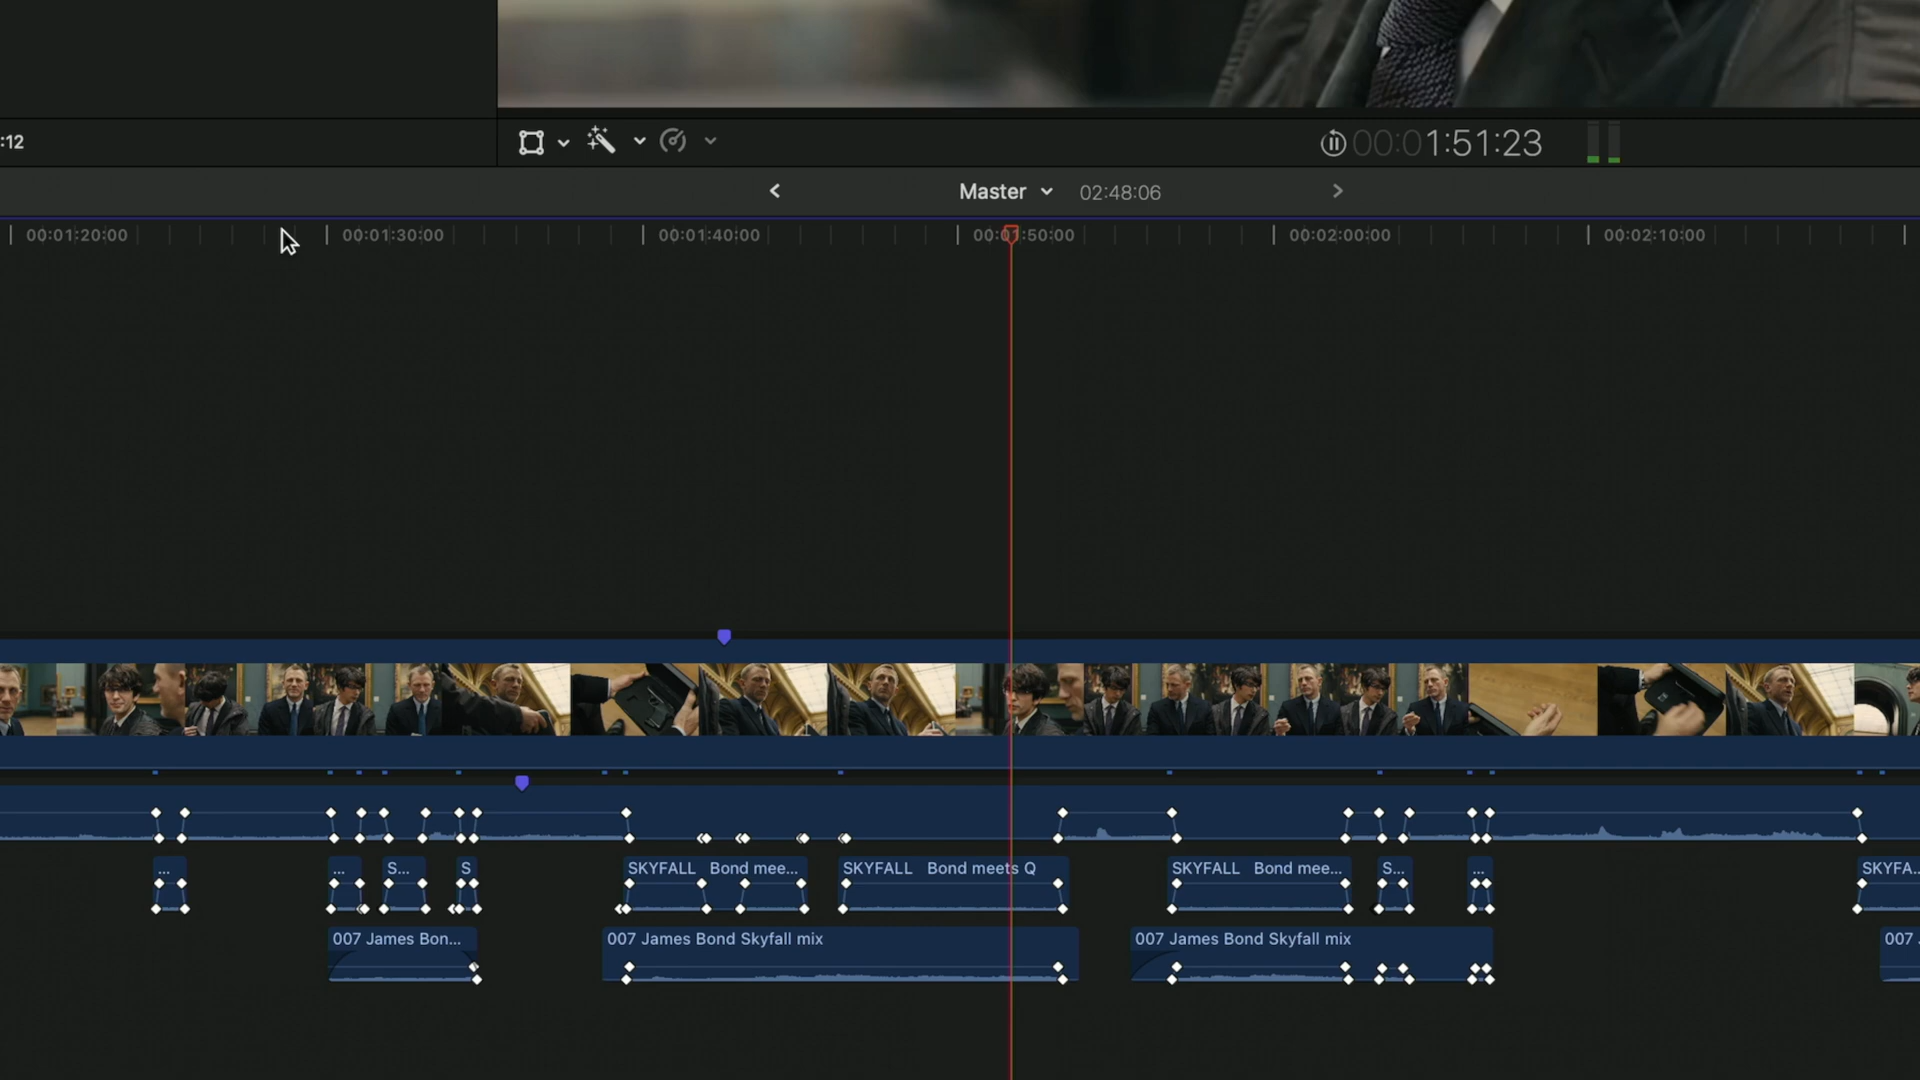 :12
00:01:51:23
Master 02:48:06
00:01:20:00 00:01:30:00 00:01:40:00 00:01:50:00 00:02:00:00 00:02:10:00
... ... S... S SKYFALL Bond mee... SKYFALL Bond meets Q SKYFALL Bond mee... S... ... SKYFA...
007 James Bon... 007 James Bond Skyfall mix 007 James Bond Skyfall mix 007